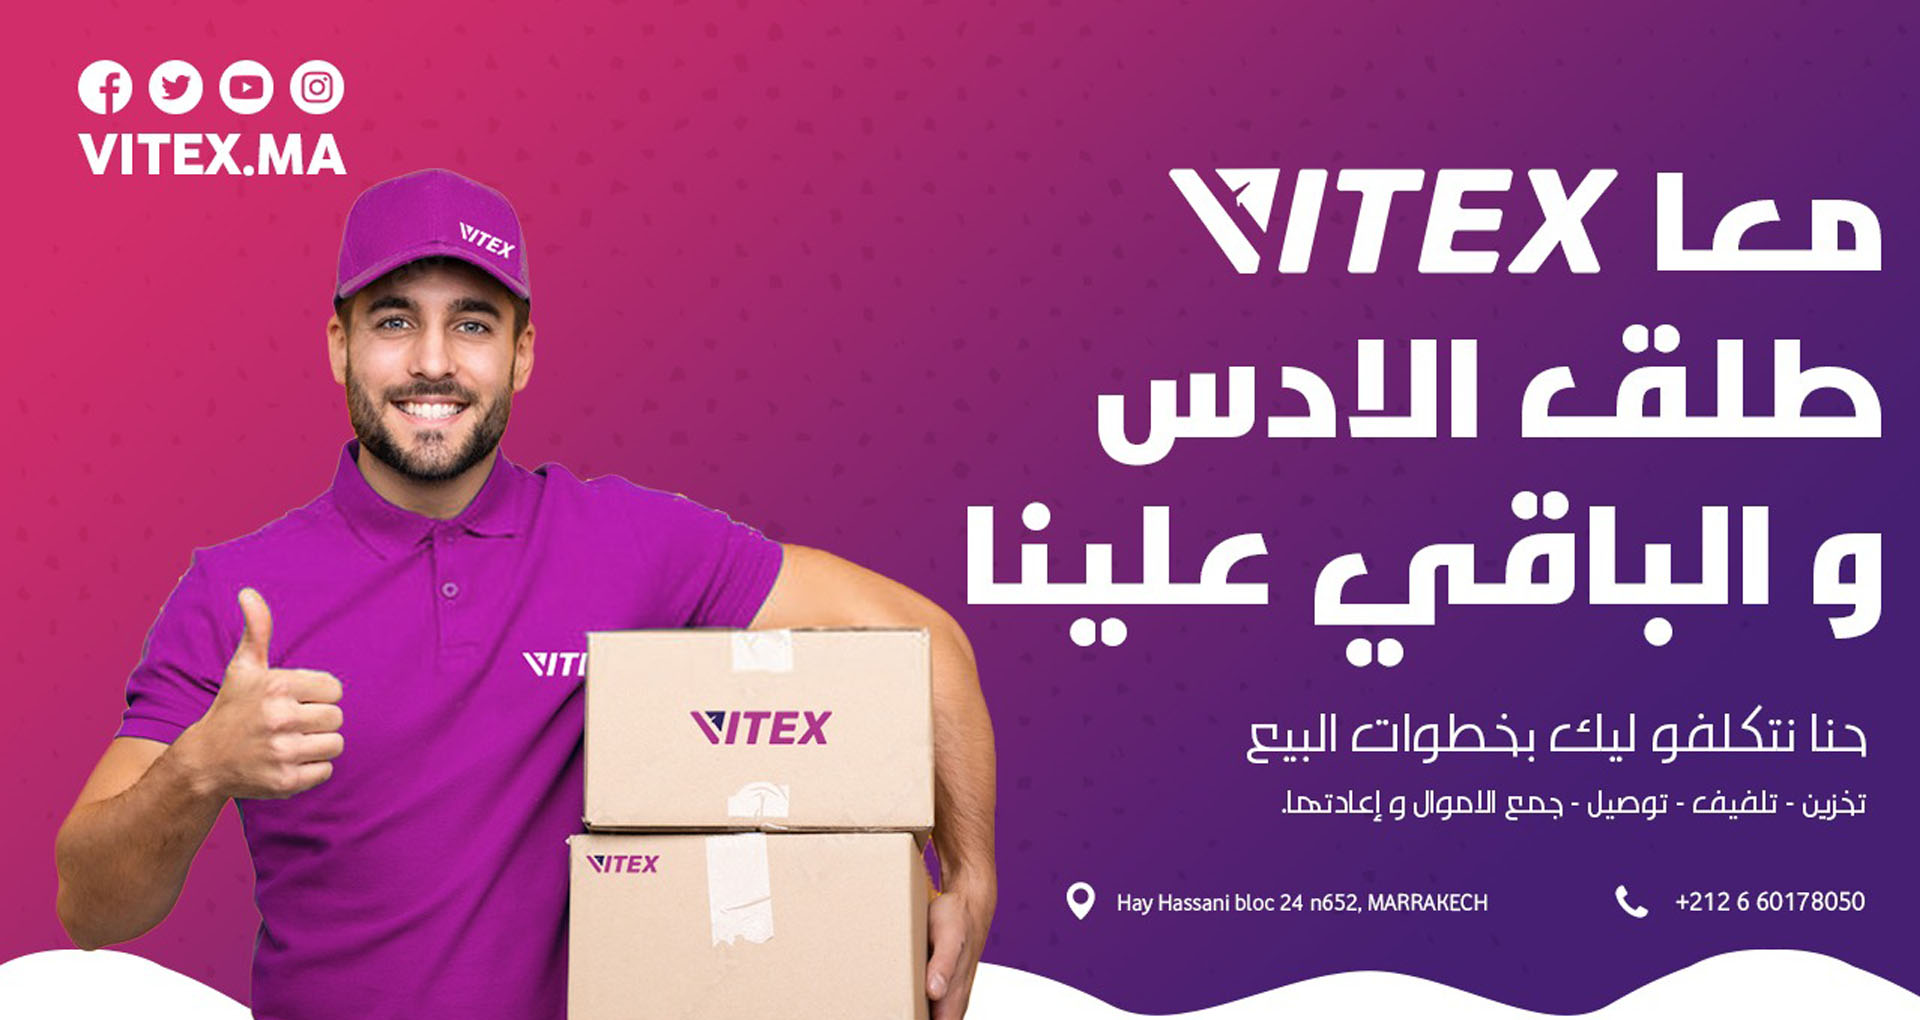 VITEX.MA
معا VITEX
طلق الادس
و الباقي علينا
حنا نتكلفو ليك بخطوات البيع
تخزين - تلفيف - توصيل - جمع الاموال و إعادتها.
Hay Hassani bloc 24 n652, MARRAKECH
+212 6 60178050
VITEX
VITE
VITEX
VITEX